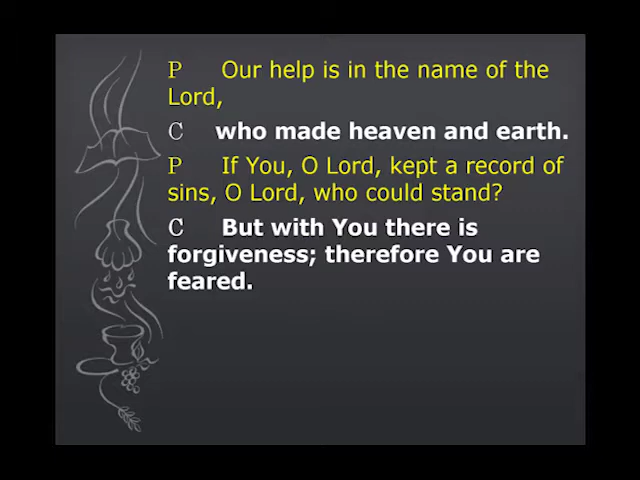 P Our help is in the name of the
Lord,
C who made heaven and earth.
P If You, O Lord, kept a record of
sins, O Lord, who could stand?
C But with You there is
forgiveness; therefore You are
feared.